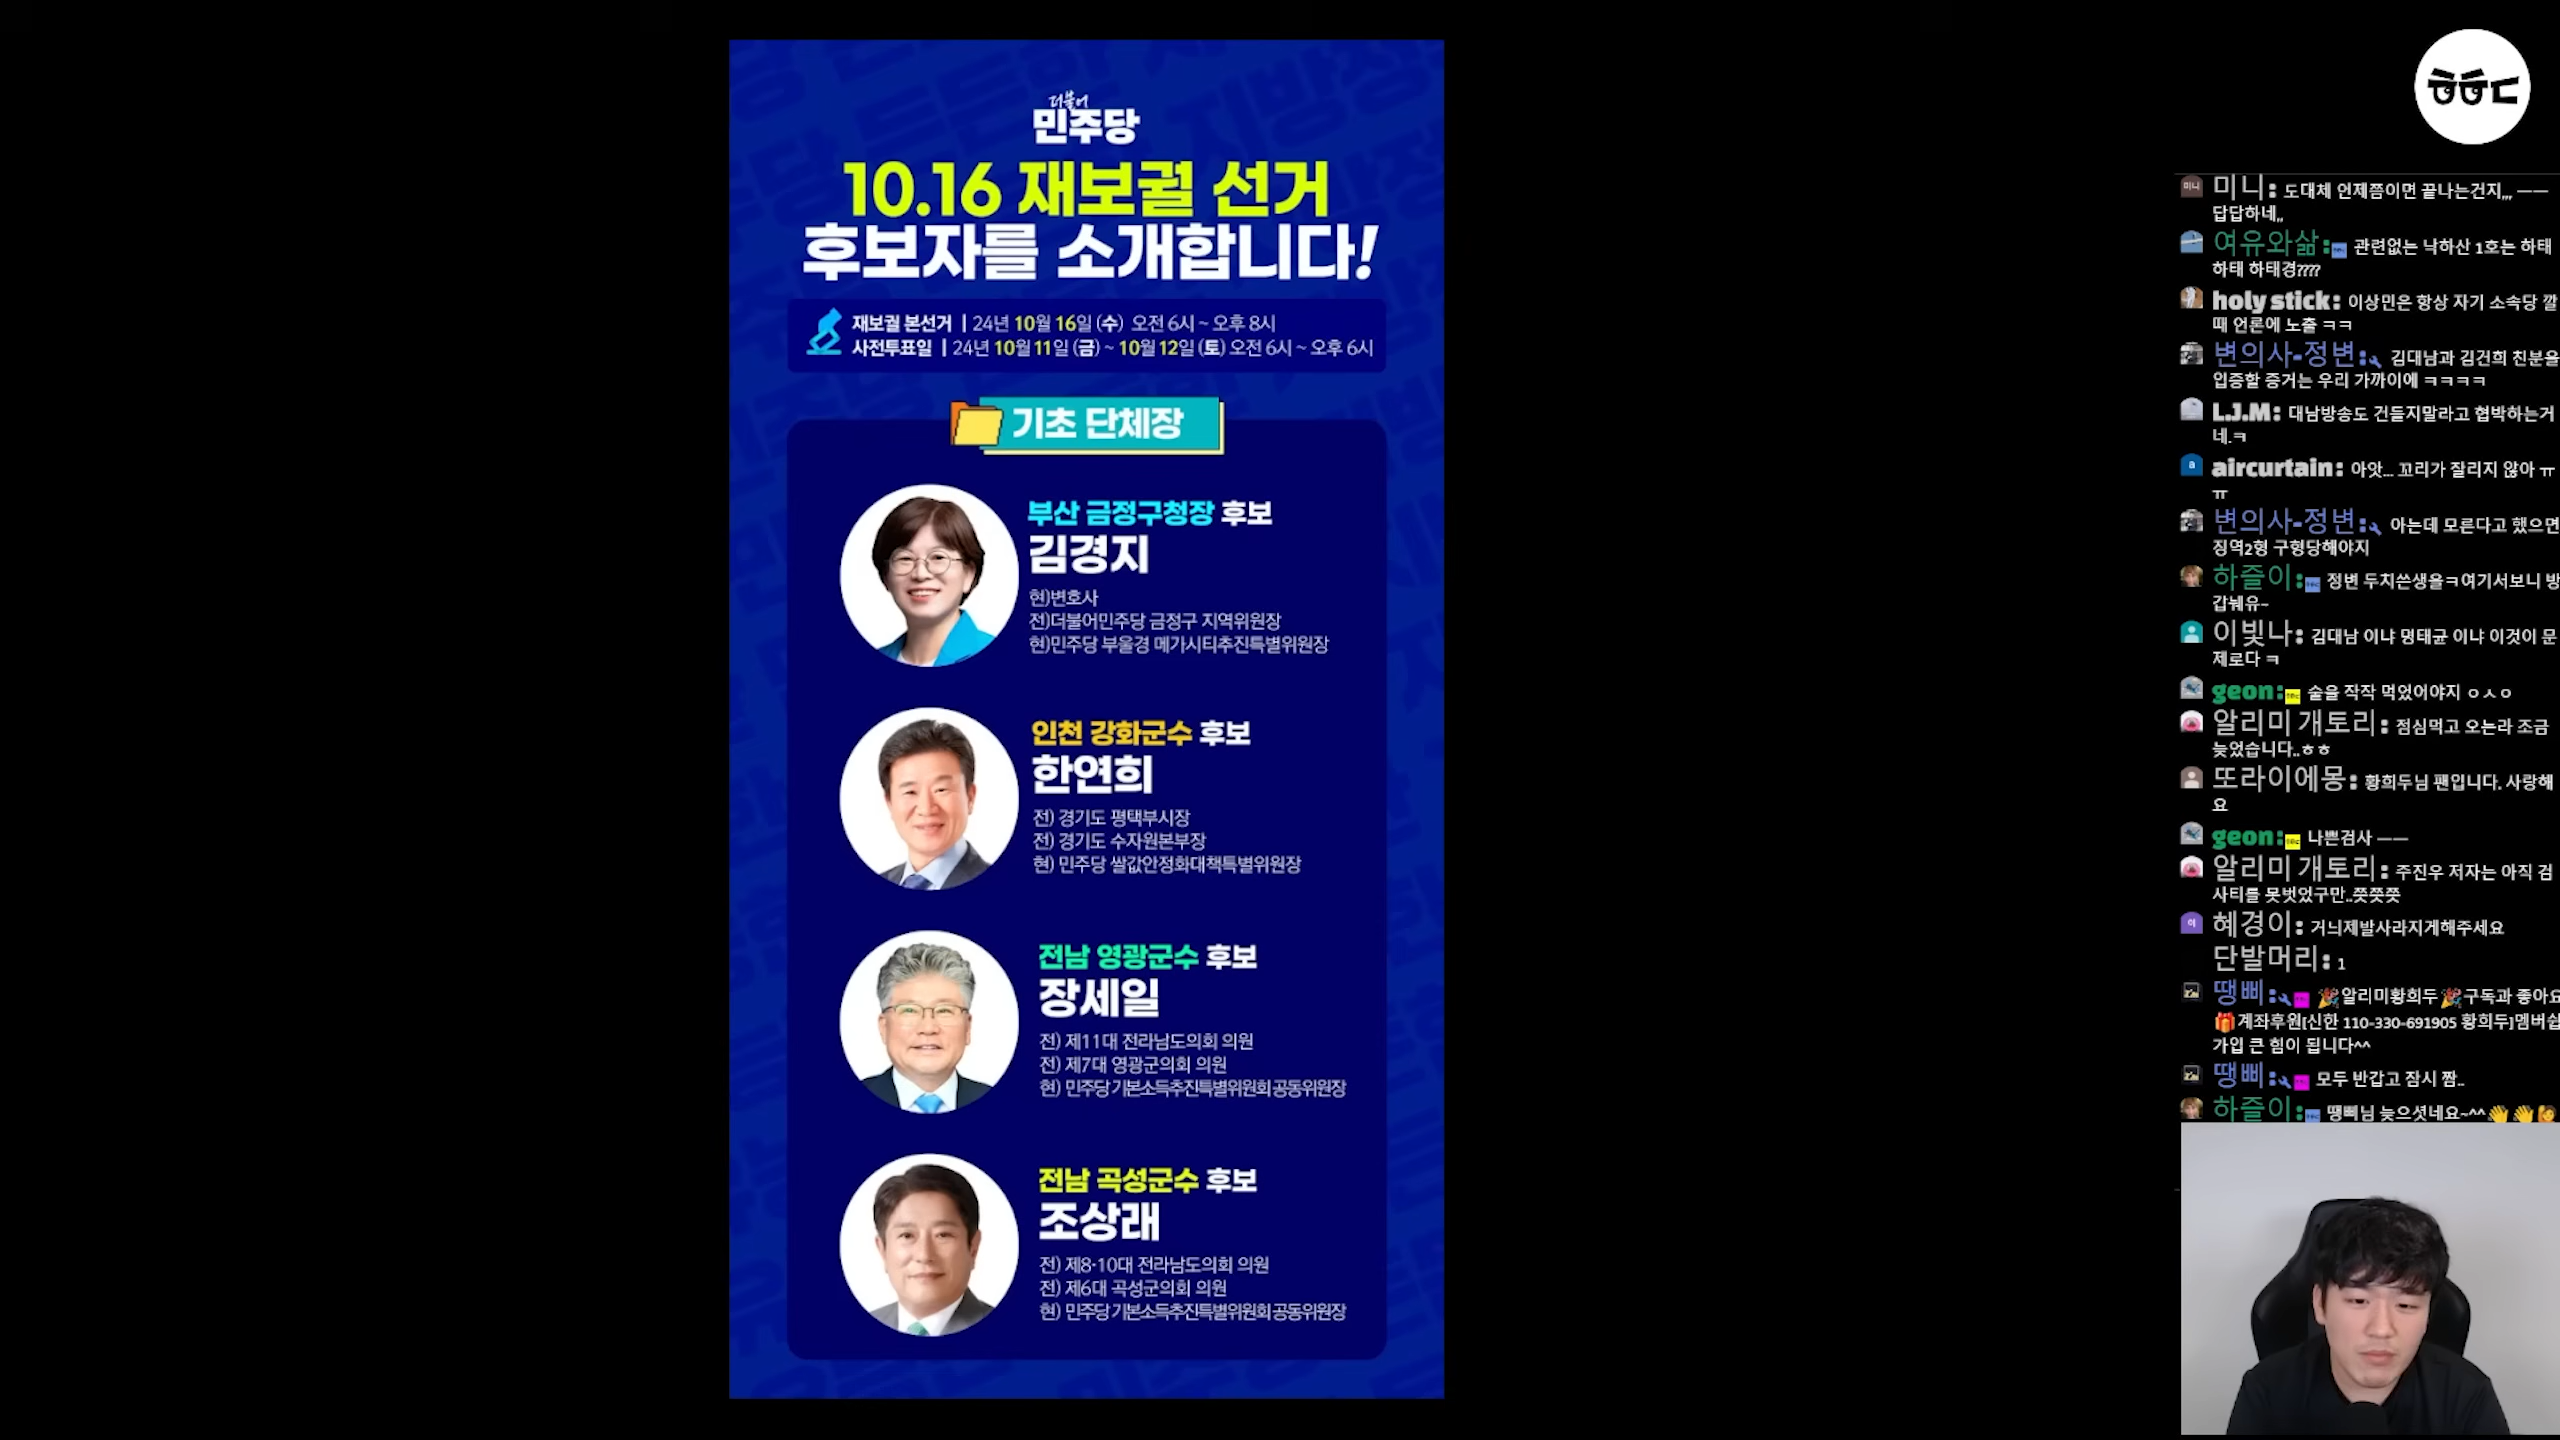 더불어
민주당
10.16 재보궐 선거
후보자를 소개합니다!
재보궐 본선거 | 24년 10월 16일 (수) 오전 6시 ~ 오후 8시
사전투표일 | 24년 10월 11일 (금) ~ 10월 12일 (토) 오전 6시 ~ 오후 6시
기초 단체장
부산 금정구청장 후보
김경지
현)변호사
전)더불어민주당 금정구 지역위원장
현)민주당 부울경 메가시티추진특별위원장
인천 강화군수 후보
한연희
전) 경기도 평택부시장
전) 경기도 수자원본부장
현) 민주당 쌀값안정화대책특별위원장
전남 영광군수 후보
장세일
전) 제11대 전라남도의회 의원
전) 제7대 영광군의회 의원
현) 민주당 기본소득추진특별위원회 공동위원장
전남 곡성군수 후보
조상래
전) 제8·10대 전라남도의회 의원
전) 제6대 곡성군의회 의원
현) 민주당 기본소득추진특별위원회 공동위원장
ㅎㅎㄷ
미니: 도대체 언제쯤이면 끝나는건지,,, ㅡㅡ
답답하네,,
여유와삶: 관련없는 낙하산 1호는 하태
하태 하태경????
holy stick: 이상민은 항상 자기 소속당 깔
때 언론에 노출 ㅋㅋ
변의사-정변: 김대남과 김건희 친분을
입증할 증거는 우리 가까이에 ㅋㅋㅋㅋ
L.J.M: 대남방송도 건들지말라고 협박하는거
네.ㅋ
aircurtain: 아앗... 꼬리가 잘리지 않아 ㅠ
ㅠ
변의사-정변: 아는데 모른다고 했으면
징역2형 구형당해야지
하즐이: 정변 두치쓴생을ㅋ여기서보니 방
갑붸유~
이빛나: 김대남 이냐 명태균 이냐 이것이 문
제로다 ㅋ
geon: 술을 작작 먹었어야지 ㅇㅅㅇ
알리미 개토리: 점심먹고 오는라 조금
늦었습니다..ㅎㅎ
또라이에몽: 황희두님 팬입니다. 사랑해
요
geon: 나쁜검사 ㅡㅡ
알리미 개토리: 주진우 저자는 아직 검
사티를 못벗었구만..쯧쯧쯧
혜경이: 거늬제발사라지게해주세요
단발머리: 1
땡삐: 🎉알리미황희두🎉구독과 좋아요
🎁계좌후원[신한 110-330-691905 황희두]멤버쉽
가입 큰 힘이 됩니다^^
땡삐: 모두 반갑고 잠시 짬..
하즐이: 땡삐님 늦으셧네요~^^👋👋🙋